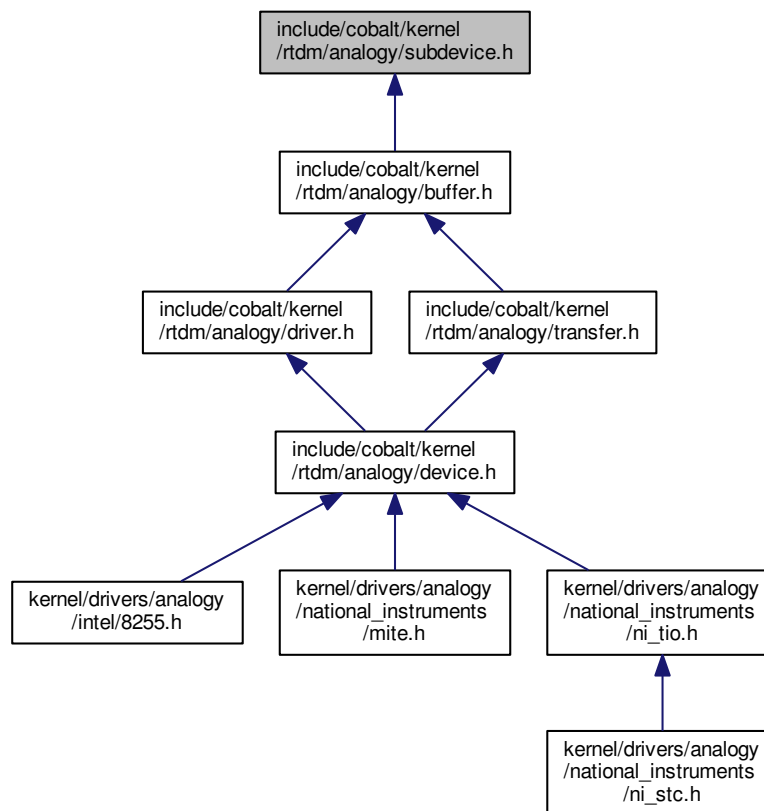 include/cobalt/kernel
/rtdm/analogy/subdevice.h
include/cobalt/kernel
/rtdm/analogy/buffer.h
include/cobalt/kernel
/rtdm/analogy/driver.h
include/cobalt/kernel
/rtdm/analogy/transfer.h
include/cobalt/kernel
/rtdm/analogy/device.h
kernel/drivers/analogy
/intel/8255.h
kernel/drivers/analogy
/national_instruments
/mite.h
kernel/drivers/analogy
/national_instruments
/ni_tio.h
kernel/drivers/analogy
/national_instruments
/ni_stc.h